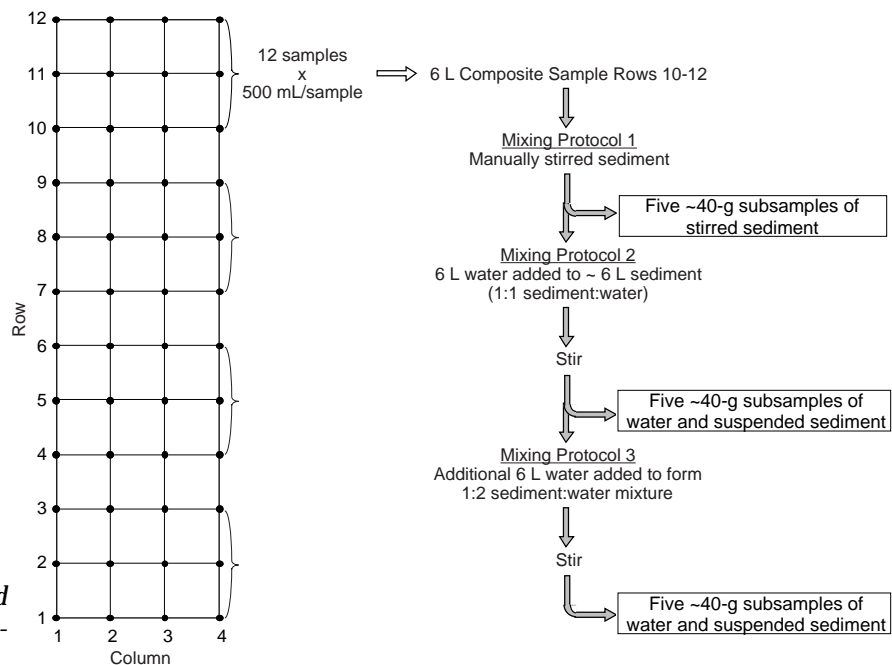 12
11
10
9
8
7
6
5
4
3
2
1
Row
1 2 3 4
Column
12 samples
x
500 mL/sample
6 L Composite Sample Rows 10-12
Mixing Protocol 1
Manually stirred sediment
Five ~40-g subsamples of
stirred sediment
Mixing Protocol 2
6 L water added to ~ 6 L sediment
(1:1 sediment:water)
Stir
Five ~40-g subsamples of
water and suspended sediment
Mixing Protocol 3
Additional 6 L water added to form
1:2 sediment:water mixture
Stir
Five ~40-g subsamples of
water and suspended sediment